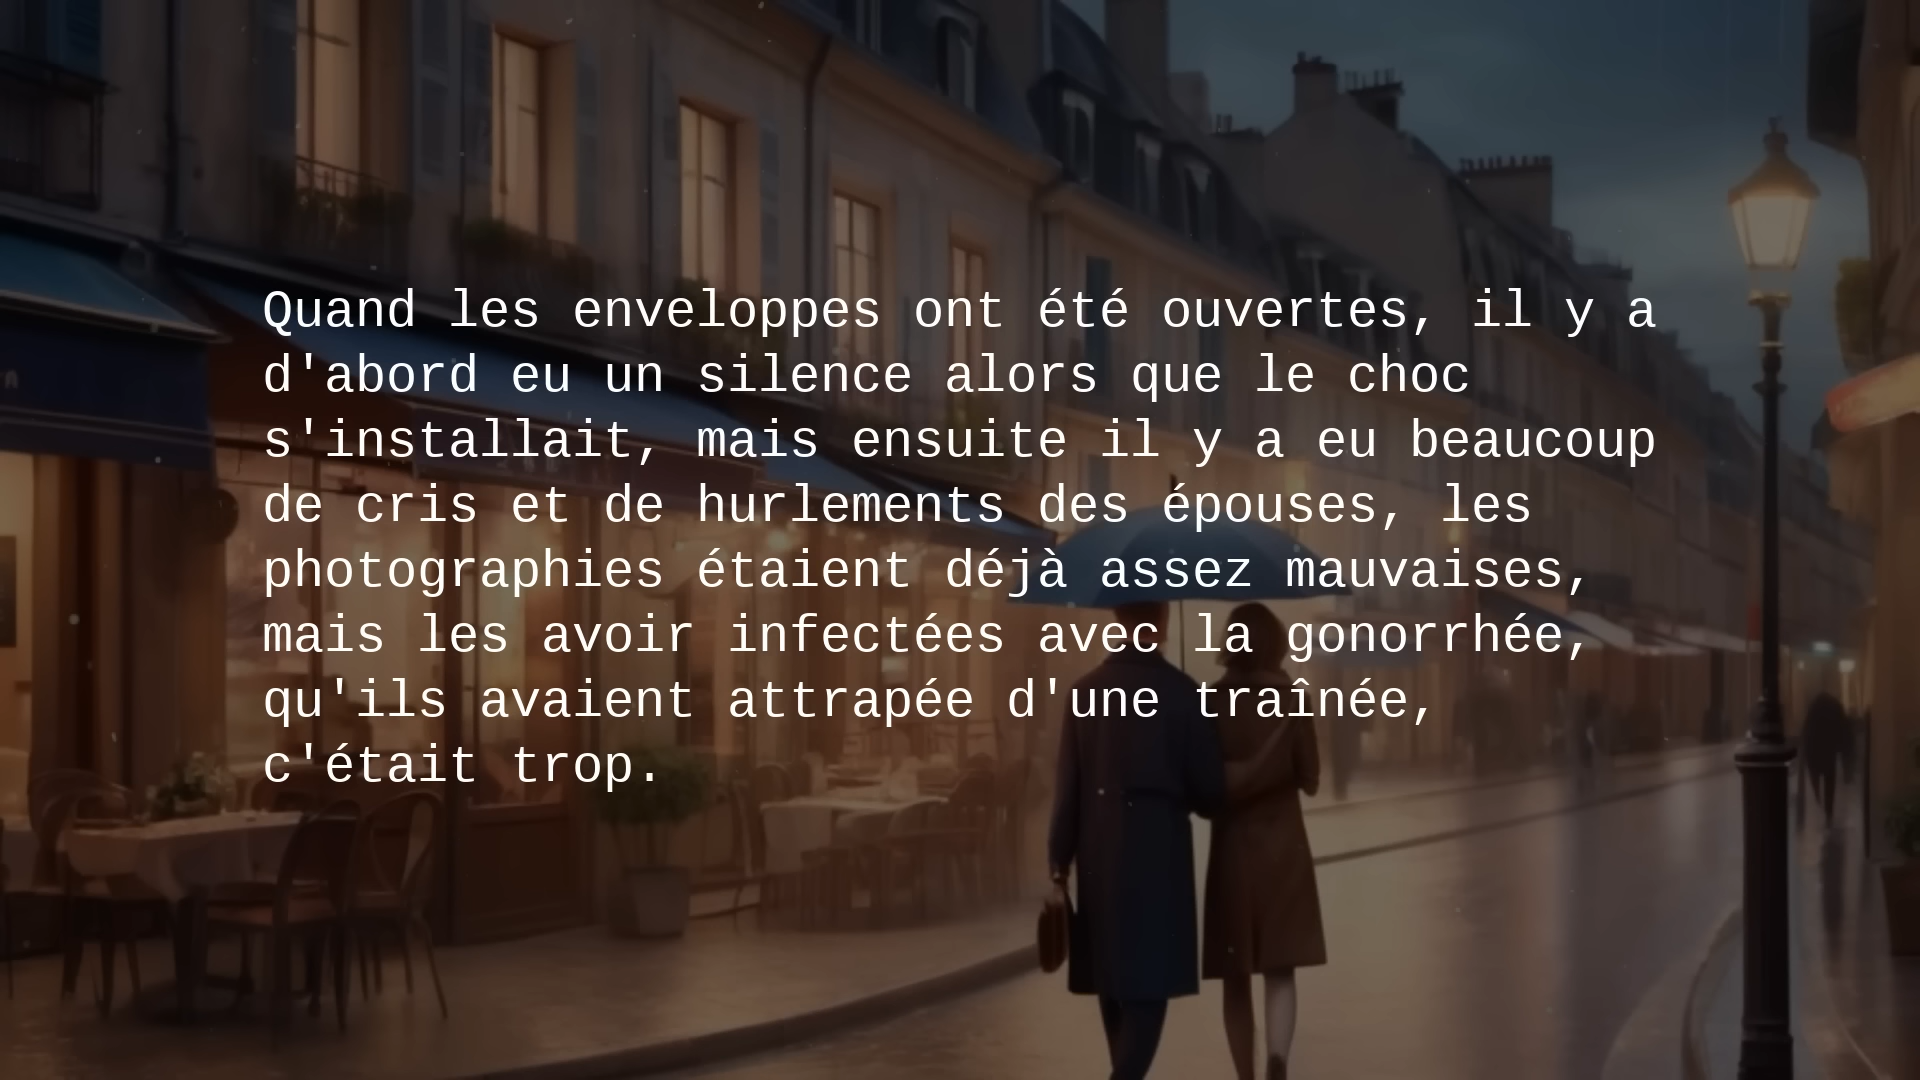 Quand les enveloppes ont été ouvertes, il y a
d'abord eu un silence alors que le choc
s'installait, mais ensuite il y a eu beaucoup
de cris et de hurlements des épouses, les
photographies étaient déjà assez mauvaises,
mais les avoir infectées avec la gonorrhée,
qu'ils avaient attrapée d'une traînée,
c'était trop.